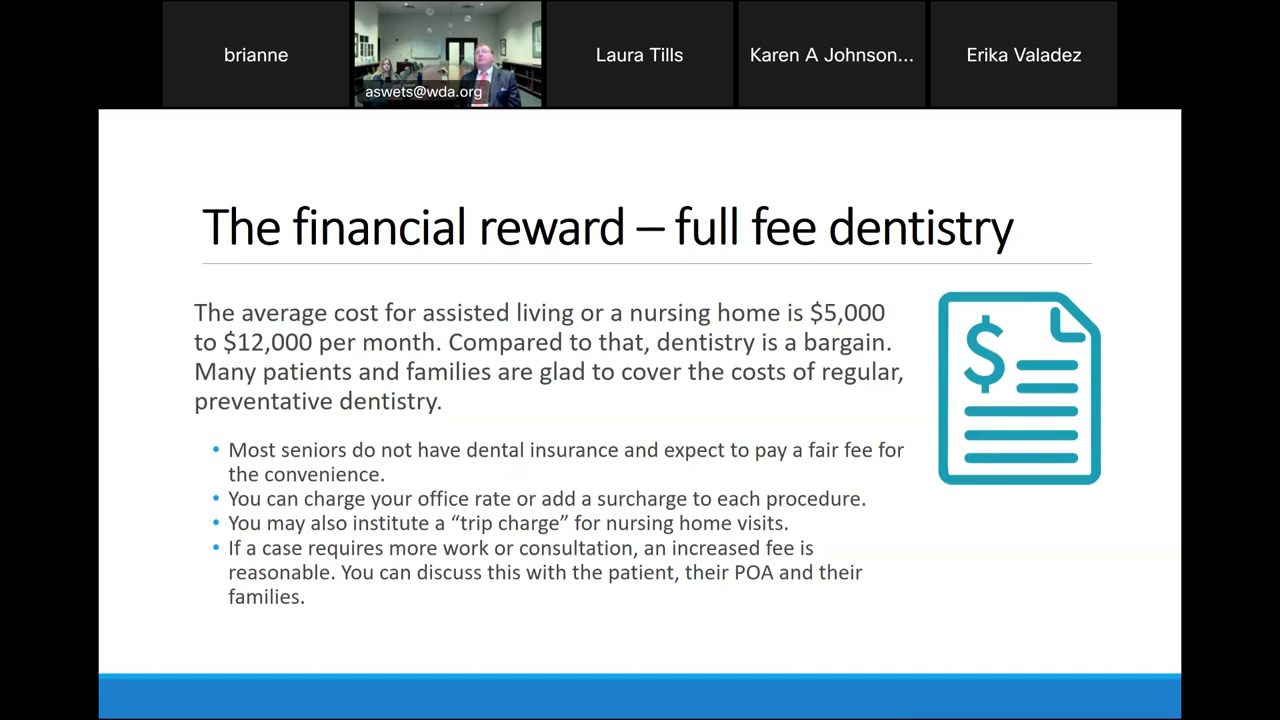 brianne
aswets@wda.org
Laura Tills
Karen A Johnson...
Erika Valadez
The financial reward – full fee dentistry
The average cost for assisted living or a nursing home is $5,000
to $12,000 per month. Compared to that, dentistry is a bargain.
Many patients and families are glad to cover the costs of regular,
preventative dentistry.
• Most seniors do not have dental insurance and expect to pay a fair fee for
the convenience.
• You can charge your office rate or add a surcharge to each procedure.
• You may also institute a “trip charge” for nursing home visits.
• If a case requires more work or consultation, an increased fee is
reasonable. You can discuss this with the patient, their POA and their
families.
$